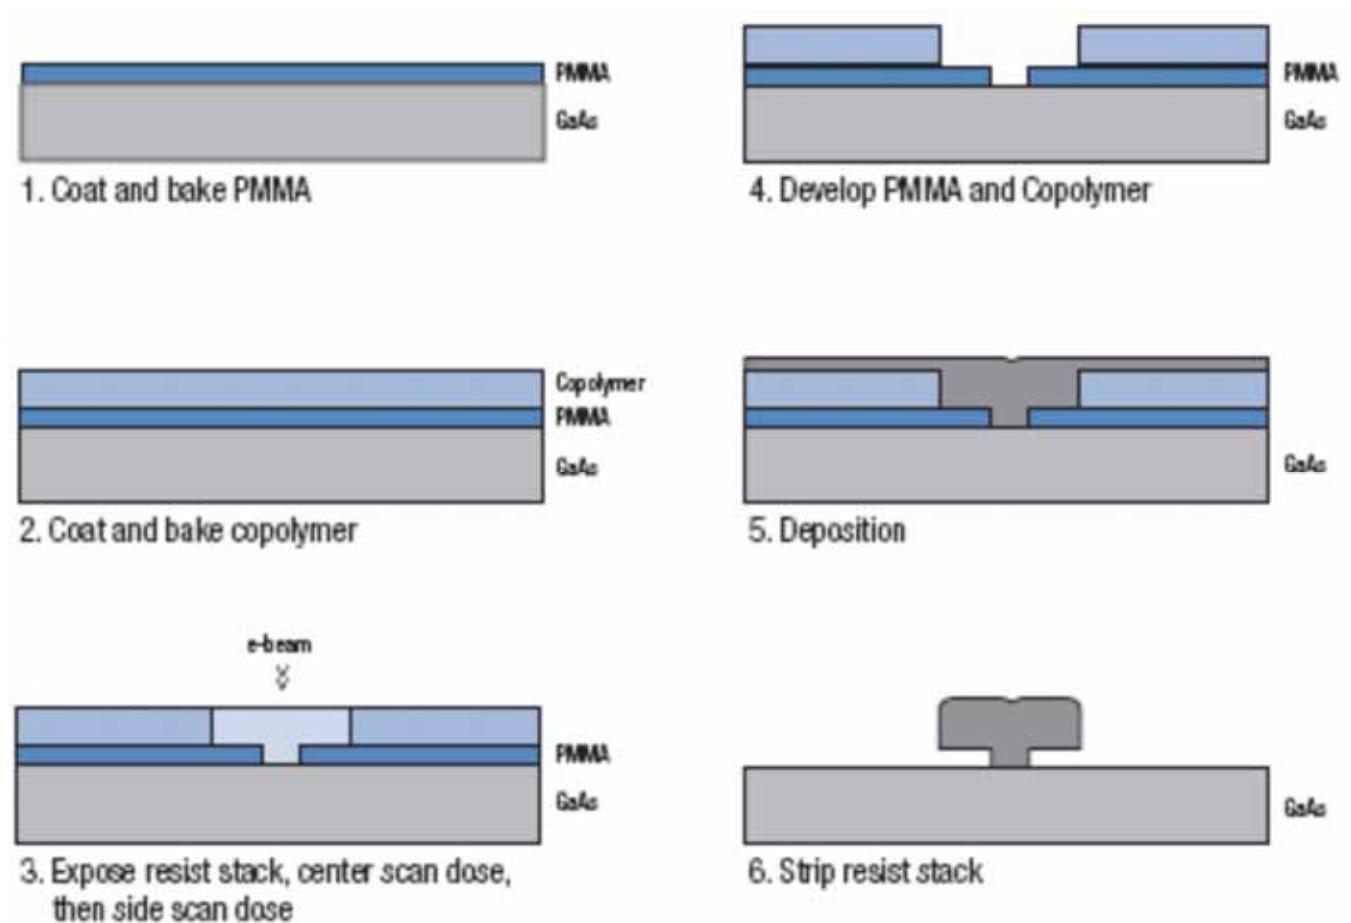 PMMA
GaAs
1. Coat and bake PMMA
Copolymer
PMMA
GaAs
2. Coat and bake copolymer
e-beam
PMMA
GaAs
3. Expose resist stack, center scan dose,
then side scan dose
PMMA
GaAs
4. Develop PMMA and Copolymer
GaAs
5. Deposition
GaAs
6. Strip resist stack